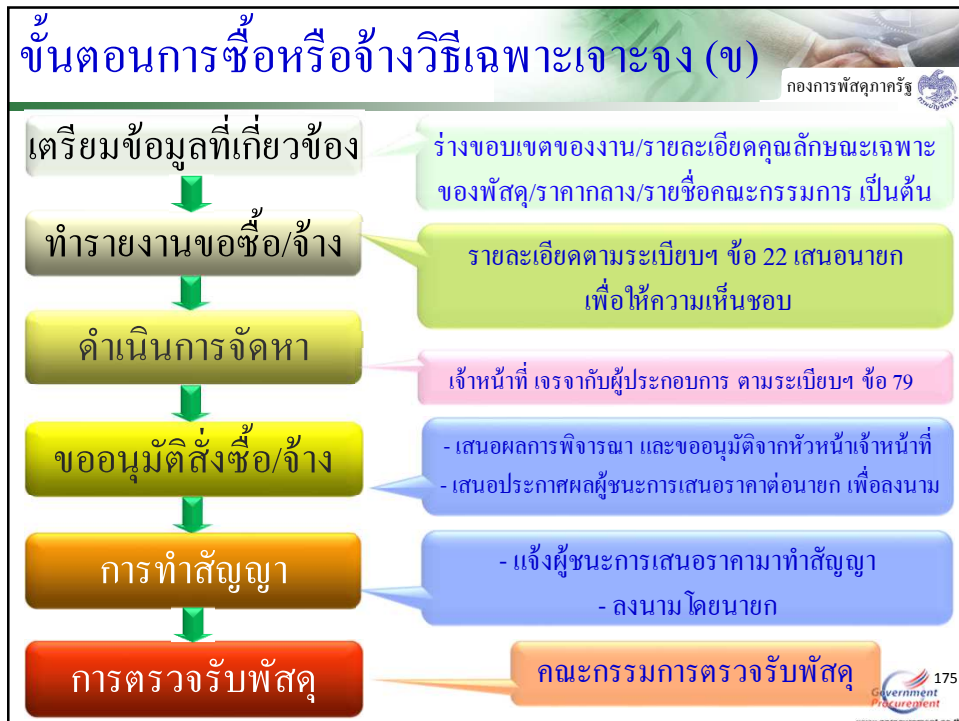 ขั้นตอนการซื้อหรือจ้างวิธีเฉพาะเจาะจง (ข)
กองการพัสดุภาครัฐ
กรมบัญชีกลาง
เตรียมข้อมูลที่เกี่ยวข้อง
ร่างขอบเขตของงาน/รายละเอียดคุณลักษณะเฉพาะ
ของพัสดุ/ราคากลาง/รายชื่อคณะกรรมการ เป็นต้น
ทำรายงานขอซื้อ/จ้าง
รายละเอียดตามระเบียบฯ ข้อ 22 เสนอนายก
เพื่อให้ความเห็นชอบ
ดำเนินการจัดหา
เจ้าหน้าที่ เจรจากับผู้ประกอบการ ตามระเบียบฯ ข้อ 79
ขออนุมัติสั่งซื้อ/จ้าง
- เสนอผลการพิจารณา และขออนุมัติจากหัวหน้าเจ้าหน้าที่
- เสนอประกาศผลผู้ชนะการเสนอราคาต่อนายก เพื่อลงนาม
การทำสัญญา
- แจ้งผู้ชนะการเสนอราคามาทำสัญญา
- ลงนามโดยนายก
การตรวจรับพัสดุ
คณะกรรมการตรวจรับพัสดุ
175
Government
Procurement